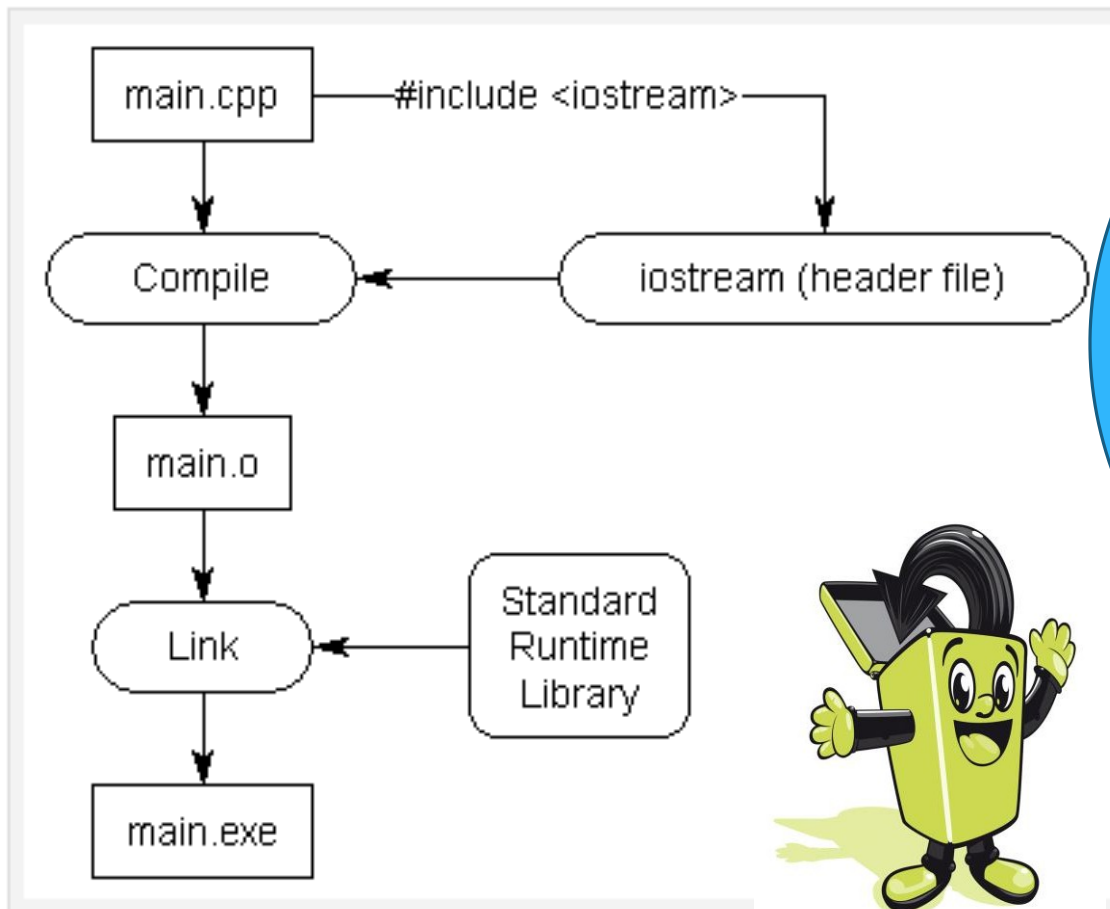 main.cpp
#include <iostream>
Compile
iostream (header file)
main.o
Link
Standard
Runtime
Library
main.exe